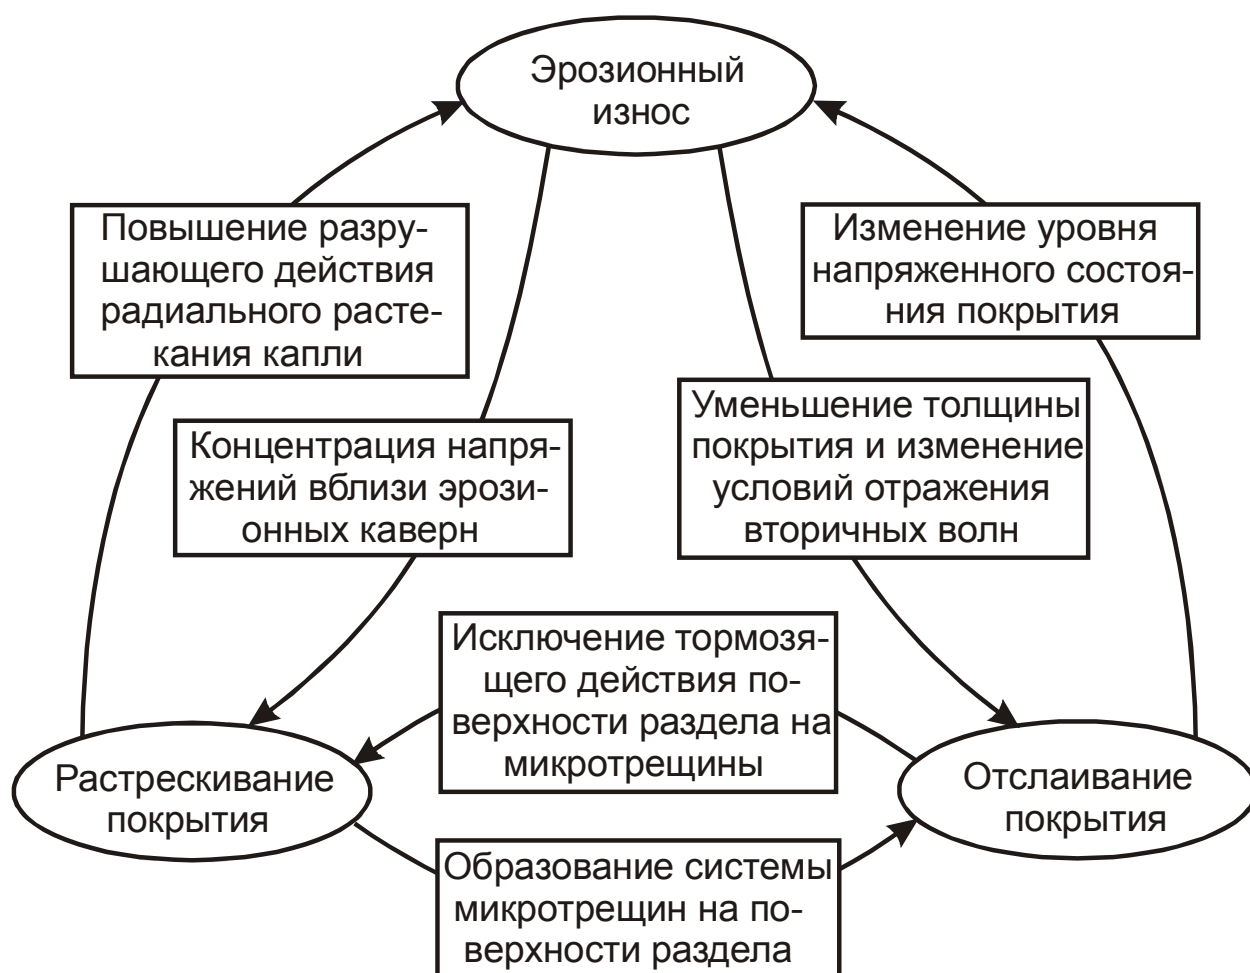 Эрозионный
износ
Повышение разру-
шающего действия
радиального расте-
кания капли
Изменение уровня
напряженного состоя-
ния покрытия
Концентрация напря-
жений вблизи эрози-
онных каверн
Уменьшение толщины
покрытия и изменение
условий отражения
вторичных волн
Исключение тормозя-
щего действия по-
верхности раздела на
микротрещины
Растрескивание
покрытия
Отслаивание
покрытия
Образование системы
микротрещин на по-
верхности раздела